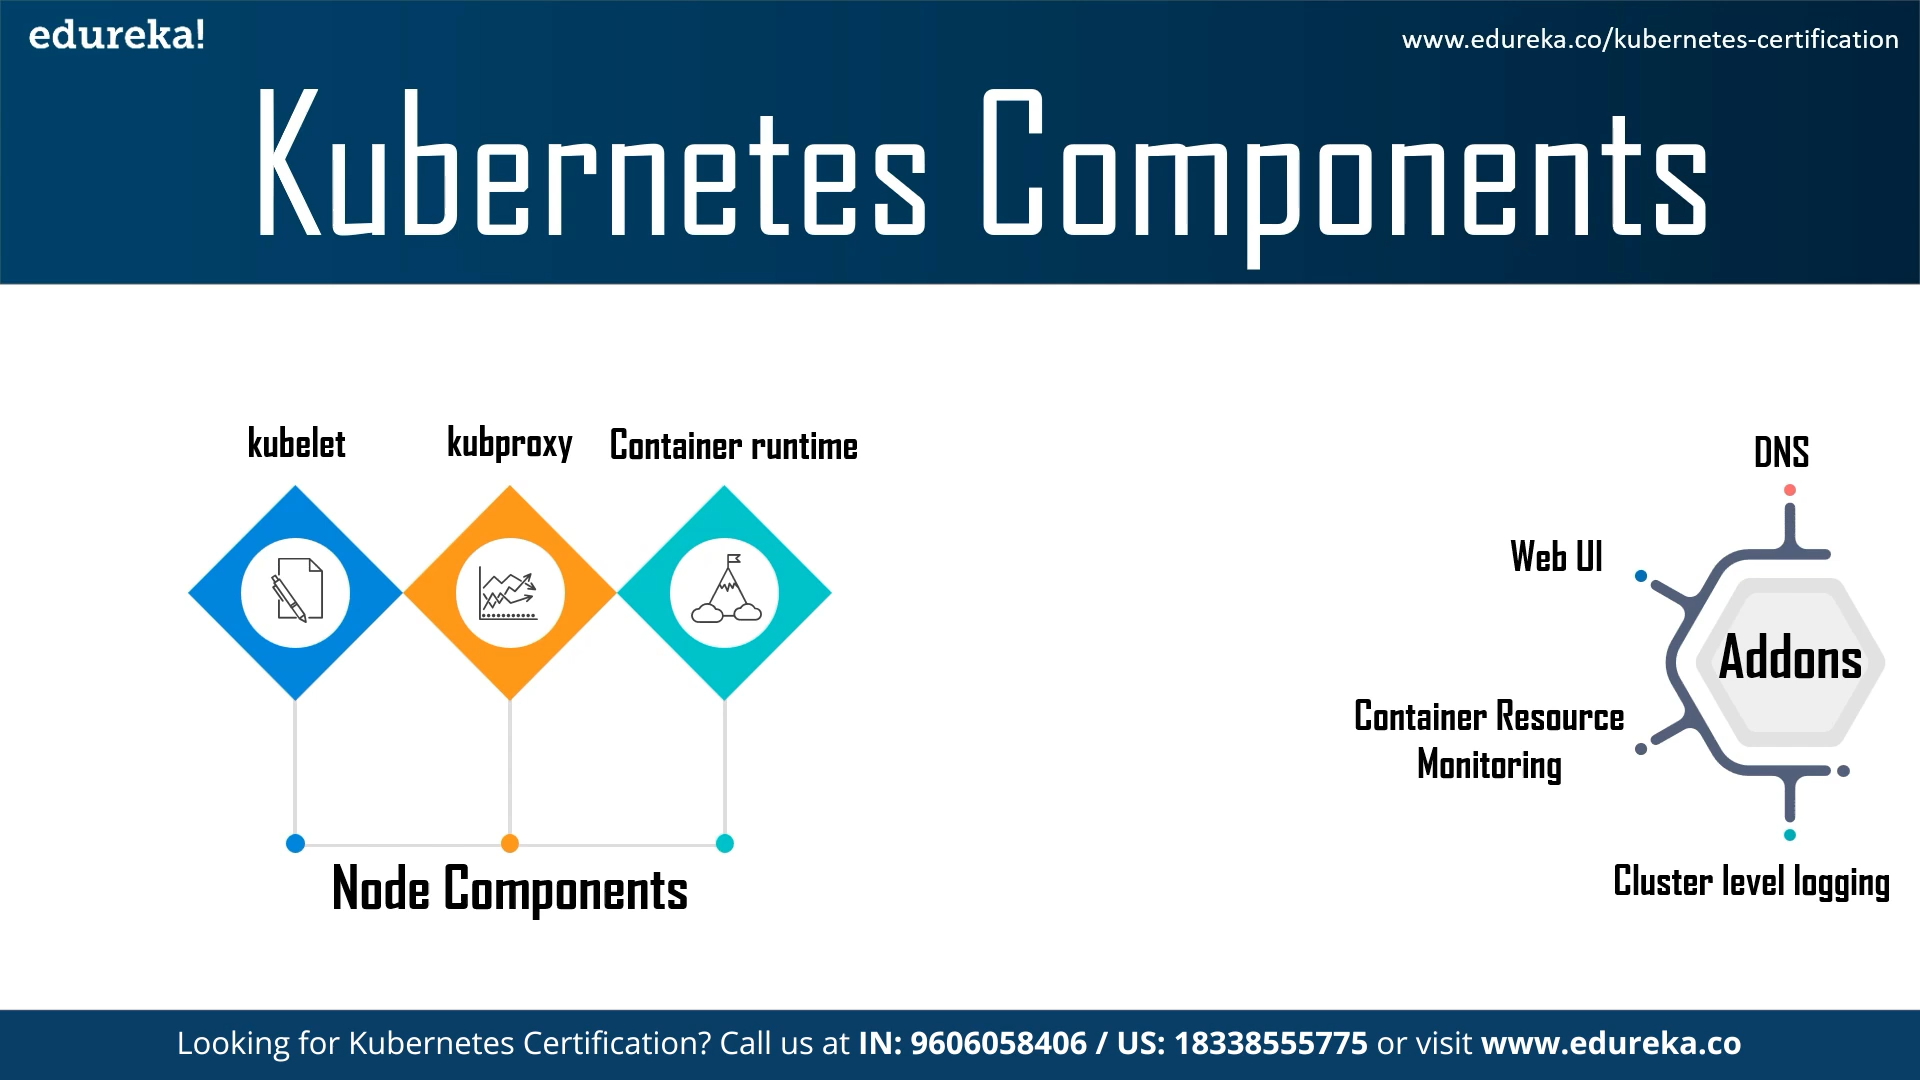 edureka!
www.edureka.co/kubernetes-certification
Kubernetes Components
kubelet
kubproxy
Container runtime
Node Components
DNS
Web UI
Addons
Container Resource
Monitoring
Cluster level logging
Looking for Kubernetes Certification? Call us at IN: 9606058406 / US: 18338555775 or visit www.edureka.co